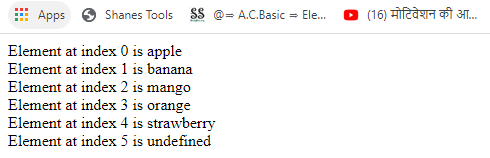 Apps Shanes Tools SS @⇒ A.C.Basic ⇒ Ele... (16) मोटिवेशन की आ...
Element at index 0 is apple
Element at index 1 is banana
Element at index 2 is mango
Element at index 3 is orange
Element at index 4 is strawberry
Element at index 5 is undefined